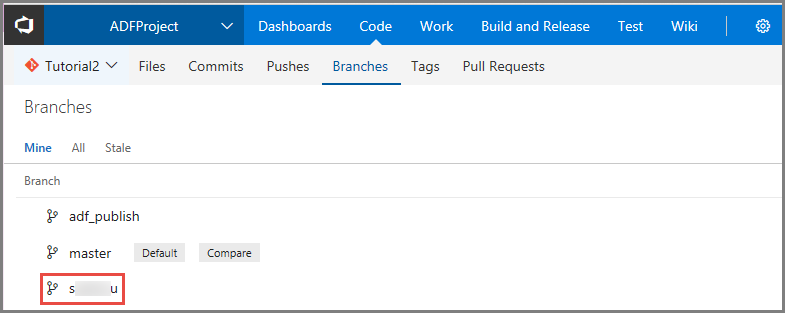 ADFProject Dashboards Code Work Build and Release Test Wiki
Tutorial2 Files Commits Pushes Branches Tags Pull Requests
Branches
Mine All Stale
Branch
adf_publish
master Default Compare